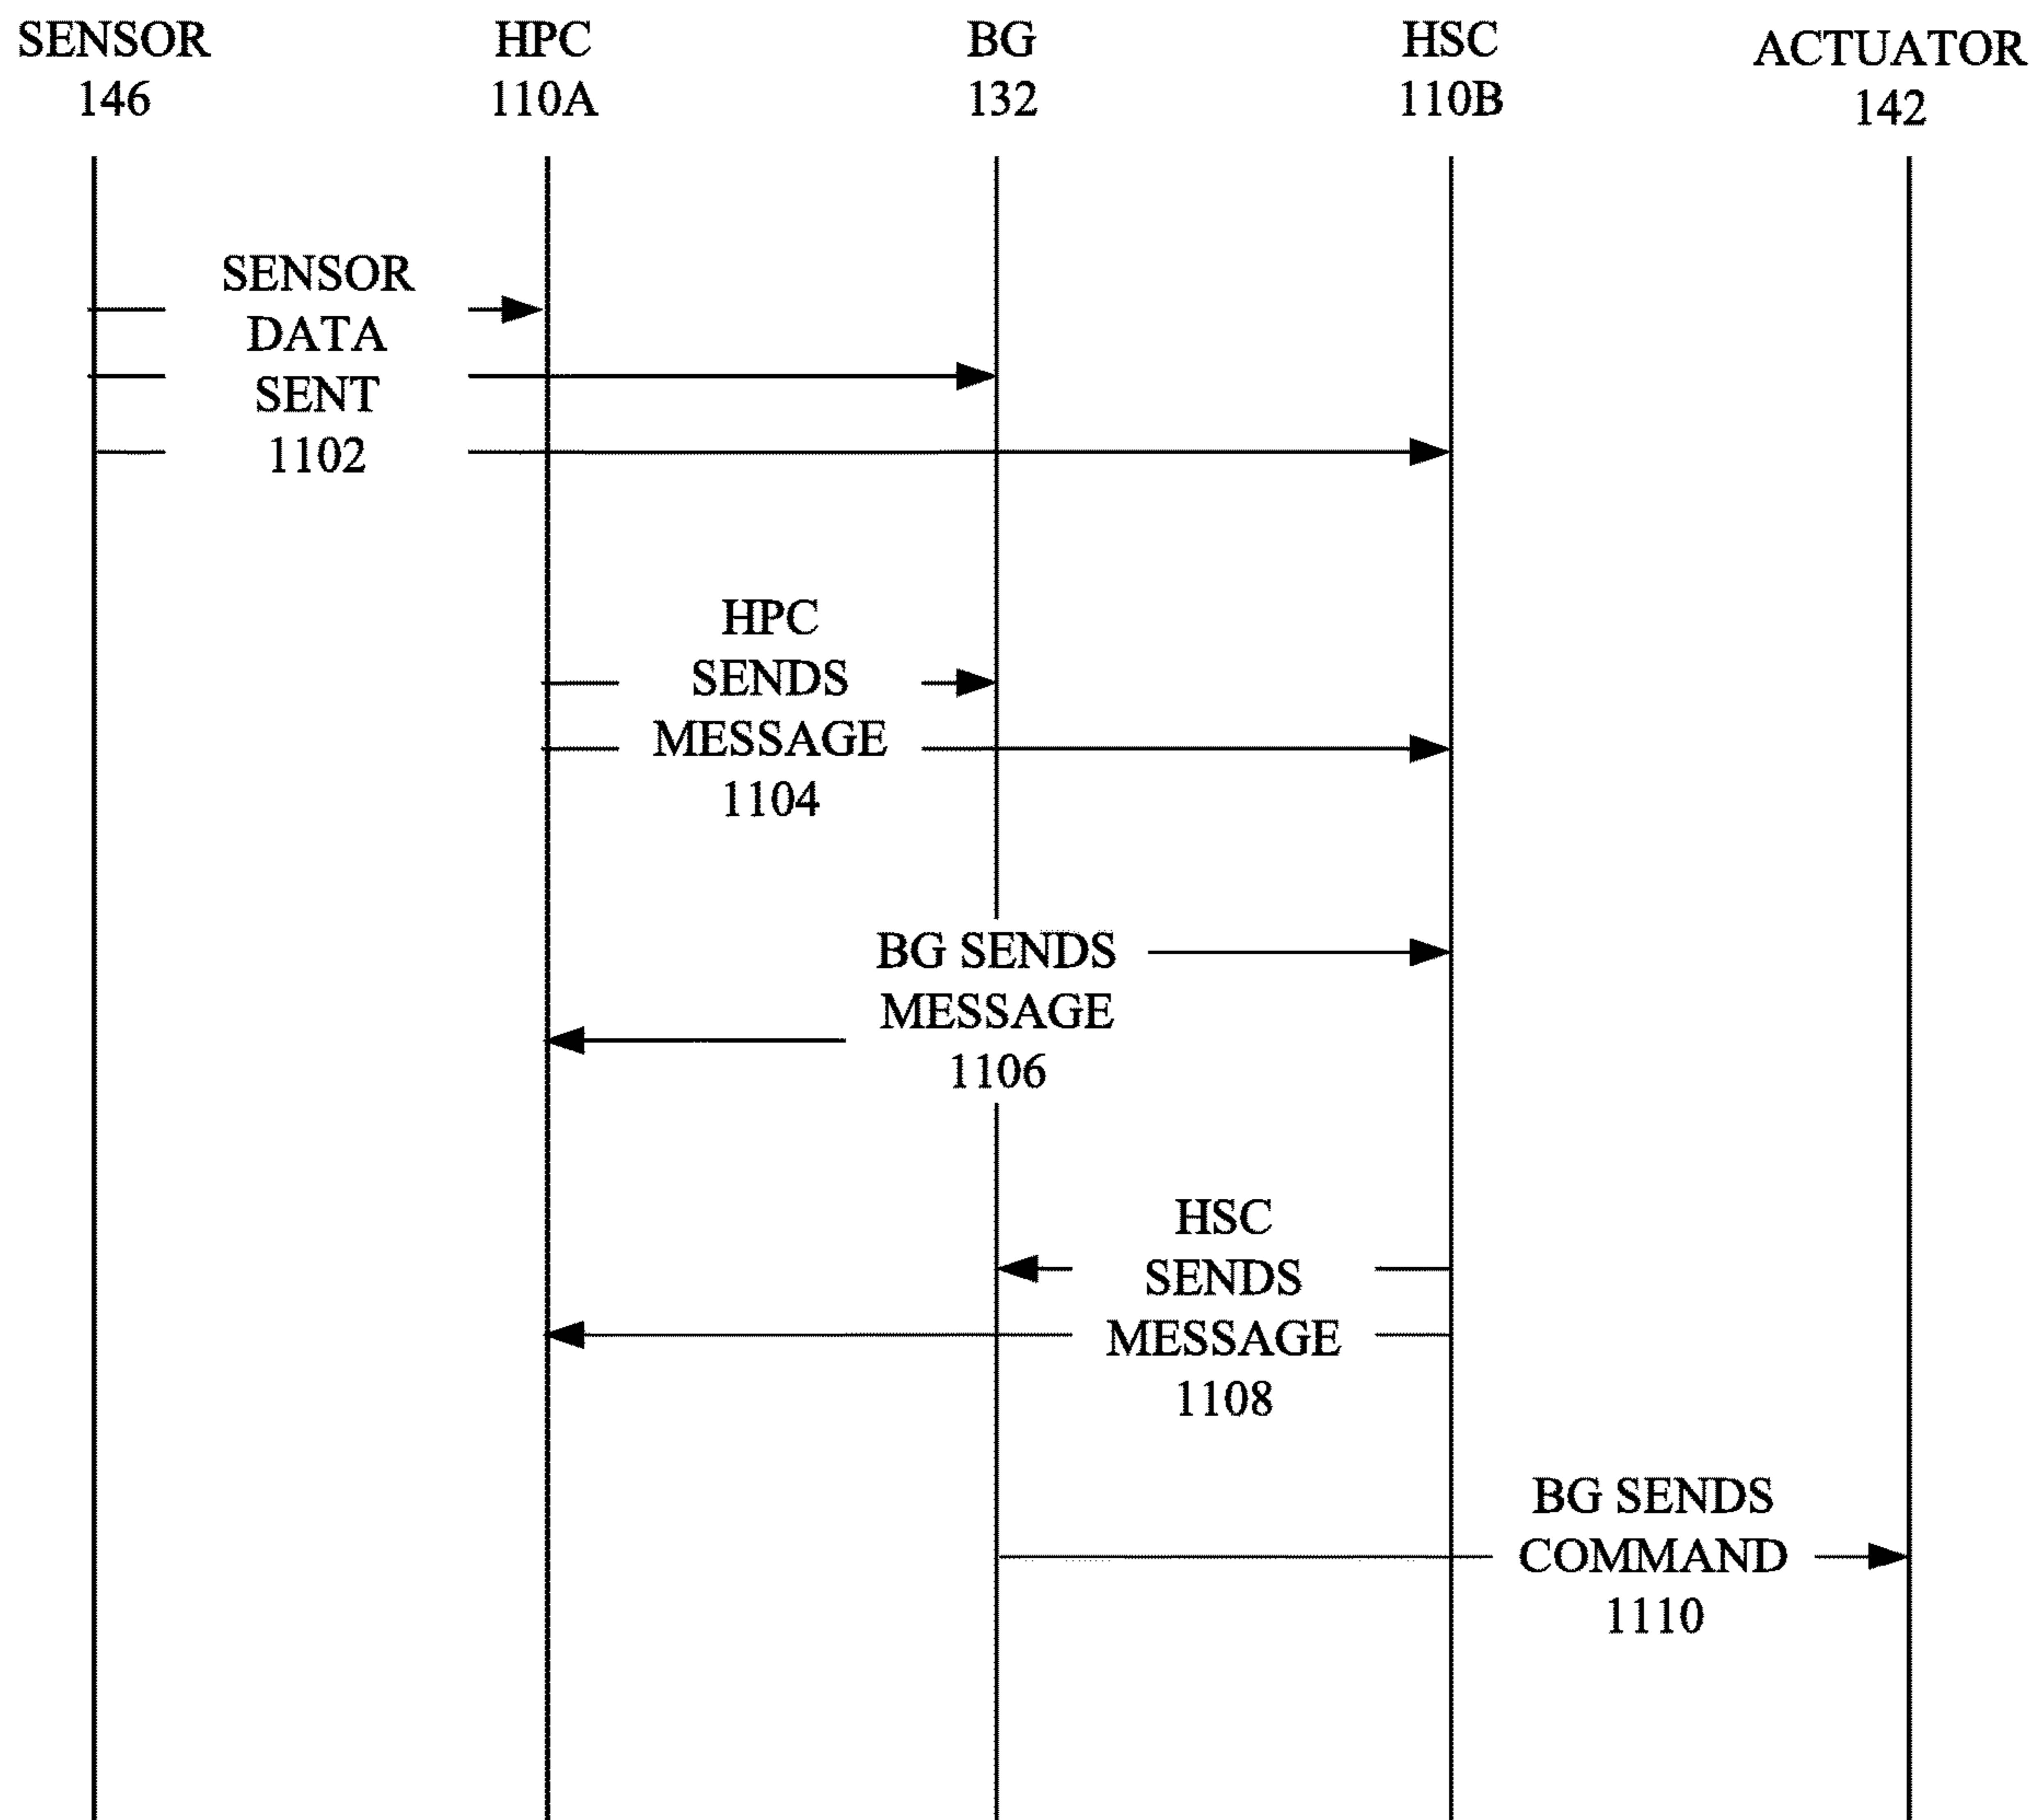 SENSOR
146
HPC
110A
BG
132
HSC
110B
ACTUATOR
142
SENSOR
DATA
SENT
1102
HPC
SENDS
MESSAGE
1104
BG SENDS
MESSAGE
1106
HSC
SENDS
MESSAGE
1108
BG SENDS
COMMAND
1110